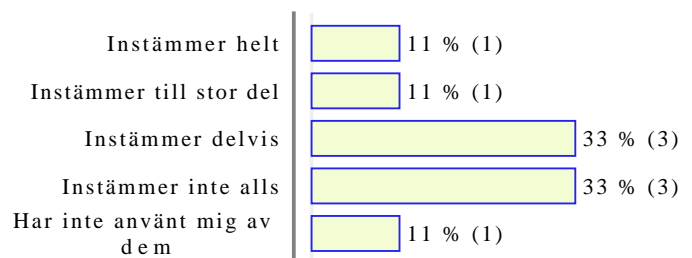 Instämmer helt 11 % (1)
Instämmer till stor del 11 % (1)
Instämmer delvis 33 % (3)
Instämmer inte alls 33 % (3)
Har inte använt mig av
dem 11 % (1)